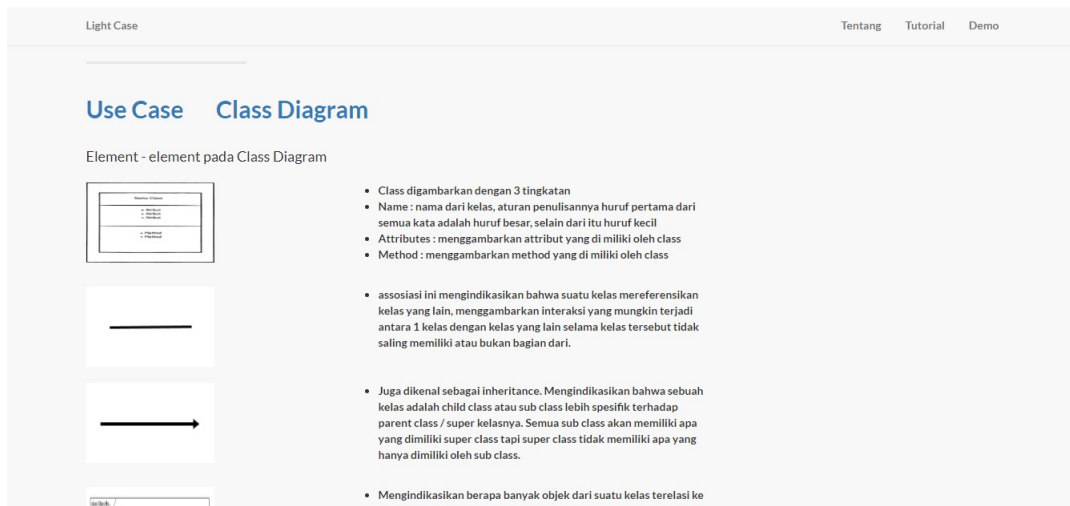 Light Case
Tentang Tutorial Demo
Use Case Class Diagram
Element - element pada Class Diagram
Nama Class
+ Atribut
+ Atribut
+ Atribut
+ Method
+ Method
• Class digambarkan dengan 3 tingkatan
• Name : nama dari kelas, aturan penulisannya huruf pertama dari
semua kata adalah huruf besar, selain dari itu huruf kecil
• Attributes : menggambarkan attribut yang di miliki oleh class
• Method : menggambarkan method yang di miliki oleh class
• assosiasi ini mengindikasikan bahwa suatu kelas mereferensikan
kelas yang lain, menggambarkan interaksi yang mungkin terjadi
antara 1 kelas dengan kelas yang lain selama kelas tersebut tidak
saling memiliki atau bukan bagian dari.
• Juga dikenal sebagai inheritance. Mengindikasikan bahwa sebuah
kelas adalah child class atau sub class lebih spesifik terhadap
parent class / super kelasnya. Semua sub class akan memiliki apa
yang dimiliki super class tapi super class tidak memiliki apa yang
hanya dimiliki oleh sub class.
• Mengindikasikan berapa banyak objek dari suatu kelas terelasi ke